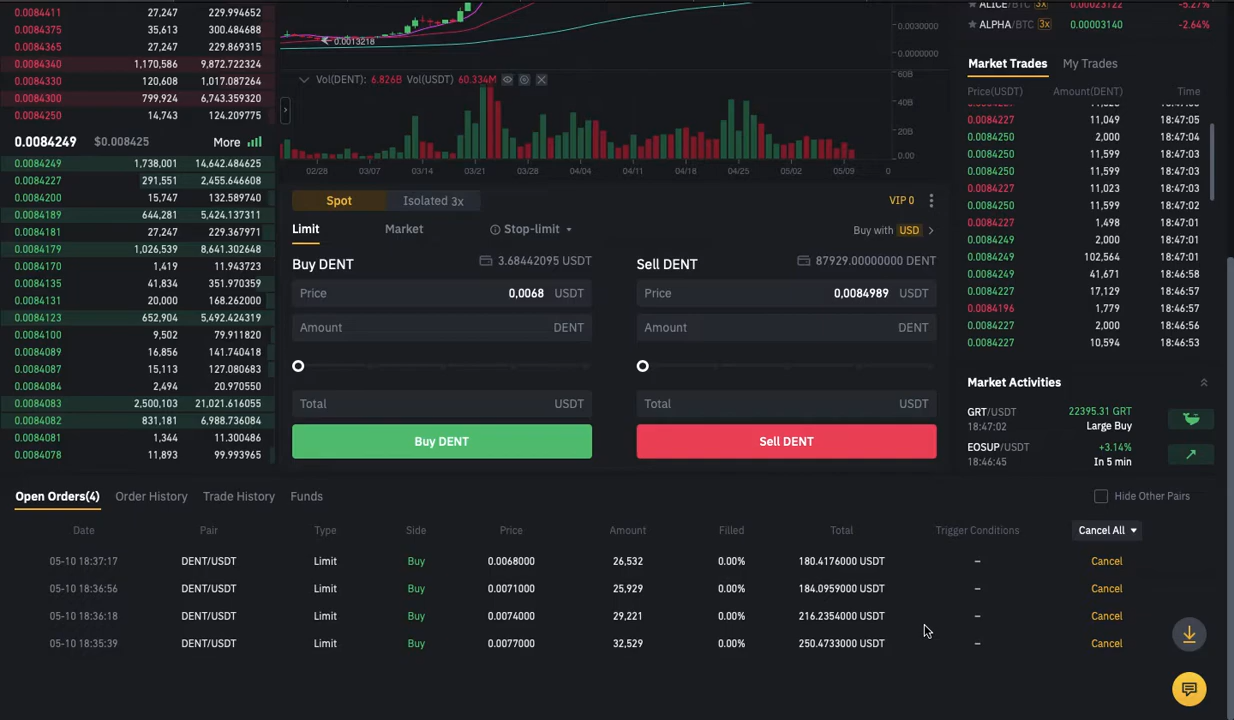 0.0084411 27,247 229.994652
0.0084375 35,613 300.484688
0.0084365 27,247 229.869315
0.0084340 1,170,586 9,872.722324
0.0084330 120,608 1,017.087264
0.0084300 799,924 6,743.359320
0.0084250 14,743 124.209775
0.0084249 $0.008425 More
0.0084249 1,738,001 14,642.484625
0.0084227 291,551 2,455.646608
0.0084200 15,747 132.589740
0.0084189 644,281 5,424.137311
0.0084181 27,247 229.367971
0.0084179 1,026,539 8,641.302648
0.0084170 1,419 11.943723
0.0084135 41,834 351.970359
0.0084131 20,000 168.262000
0.0084123 652,904 5,492.424319
0.0084100 9,502 79.911820
0.0084089 16,856 141.740418
0.0084087 15,113 127.080683
0.0084084 2,494 20.970550
0.0084083 2,500,103 21,021.616055
0.0084082 831,181 6,988.736084
0.0084081 1,344 11.300486
0.0084078 11,893 99.993965
0.0030000
0.0013218
0.0000000
Vol(DENT): 6.826B Vol(USDT) 60.334M
60B
40B
20B
0.00
02/28 03/07 03/14 03/21 03/28 04/04 04/11 04/18 04/25 05/02 05/09 0
Spot Isolated 3x VIP 0
Limit Market Stop-limit Buy with USD
Buy DENT 3.68442095 USDT
Price 0,0068 USDT
Amount DENT
Total USDT
Buy DENT
Sell DENT 87929.00000000 DENT
Price 0.0084989 USDT
Amount DENT
Total USDT
Sell DENT
ALICE/BTC 3x 0.00023122 -5.27%
ALPHA/BTC 3x 0.00003140 -2.64%
Market Trades My Trades
Price(USDT) Amount(DENT) Time
0.0084227 11,049 18:47:05
0.0084250 2,000 18:47:04
0.0084250 11,599 18:47:03
0.0084250 11,599 18:47:03
0.0084227 11,023 18:47:03
0.0084250 11,599 18:47:02
0.0084227 1,498 18:47:01
0.0084249 2,000 18:47:01
0.0084249 102,564 18:47:01
0.0084249 41,671 18:46:58
0.0084227 17,129 18:46:57
0.0084196 1,779 18:46:57
0.0084227 2,000 18:46:56
0.0084227 10,594 18:46:53
Market Activities
GRT/USDT 22395.31 GRT
18:47:02 Large Buy
EOSUP/USDT +3.14%
18:46:45 In 5 min
Open Orders(4) Order History Trade History Funds Hide Other Pairs
Date Pair Type Side Price Amount Filled Total Trigger Conditions Cancel All
05-10 18:37:17 DENT/USDT Limit Buy 0.0068000 26,532 0.00% 180.4176000 USDT – Cancel
05-10 18:36:56 DENT/USDT Limit Buy 0.0071000 25,929 0.00% 184.0959000 USDT – Cancel
05-10 18:36:18 DENT/USDT Limit Buy 0.0074000 29,221 0.00% 216.2354000 USDT – Cancel
05-10 18:35:39 DENT/USDT Limit Buy 0.0077000 32,529 0.00% 250.4733000 USDT – Cancel